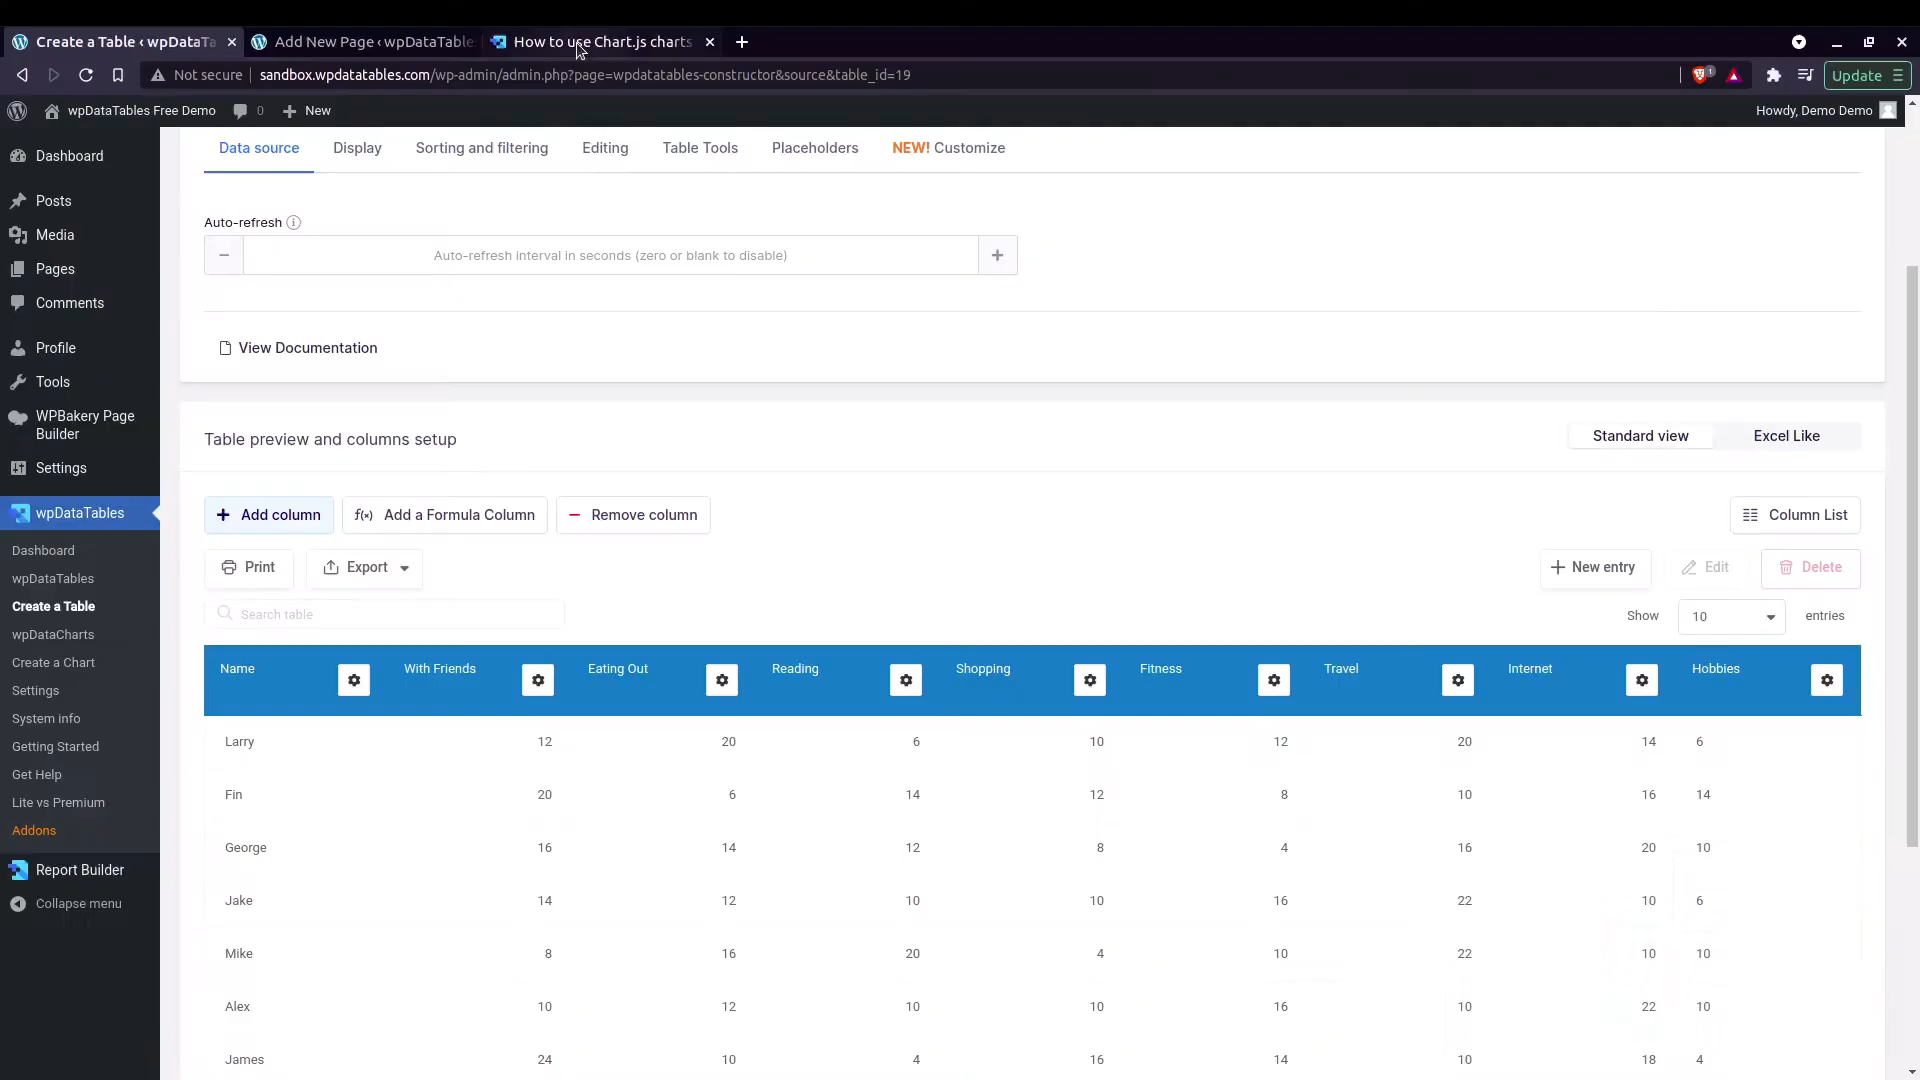 Create a Table ‹ wpDataTa
Add New Page ‹ wpDataTable
How to use Chart.js charts
Not secure
sandbox.wpdatatables.com/wp-admin/admin.php?page=wpdatatables-constructor&source&table_id=19
1
Update
wpDataTables Free Demo
0
New
Howdy, Demo Demo
Dashboard
Posts
Media
Pages
Comments
Profile
Tools
WPBakery Page
Builder
Settings
wpDataTables
Dashboard
wpDataTables
Create a Table
wpDataCharts
Create a Chart
Settings
System info
Getting Started
Get Help
Lite vs Premium
Addons
Report Builder
Collapse menu
Data source Display Sorting and filtering Editing Table Tools Placeholders NEW! Customize
Auto-refresh
Auto-refresh interval in seconds (zero or blank to disable)
View Documentation
Table preview and columns setup
Standard view Excel Like
+ Add column f(x) Add a Formula Column − Remove column Column List
Print Export New entry Edit Delete
Search table
Show 10 entries
Name With Friends Eating Out Reading Shopping Fitness Travel Internet Hobbies
Larry 12 20 6 10 12 20 14 6
Fin 20 6 14 12 8 10 16 14
George 16 14 12 8 4 16 20 10
Jake 14 12 10 10 16 22 10 6
Mike 8 16 20 4 10 22 10 10
Alex 10 12 10 10 16 10 22 10
James 24 10 4 16 14 10 18 4